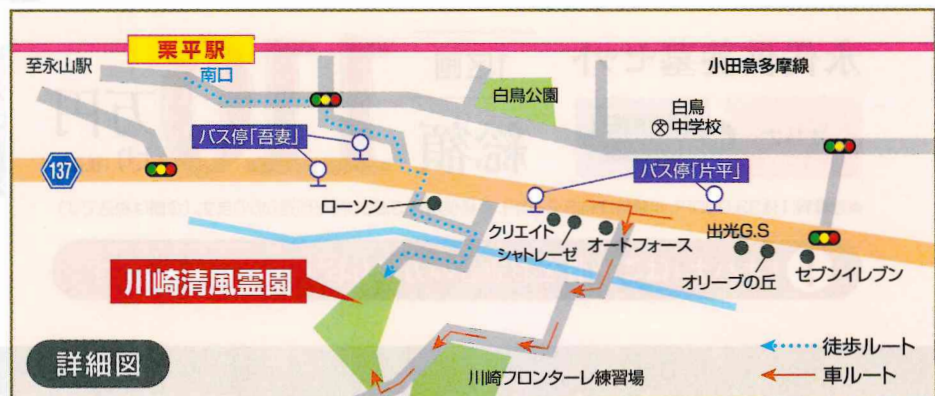 栗平駅
至永山駅
南口
小田急多摩線
白鳥公園
白鳥
中学校
バス停「吾妻」
137
バス停「片平」
ローソン
クリエイト
シャトレーゼ
オートフォース
出光G.S
オリーブの丘
セブンイレブン
川崎清風霊園
詳細図
川崎フロンターレ練習場
徒歩ルート
車ルート